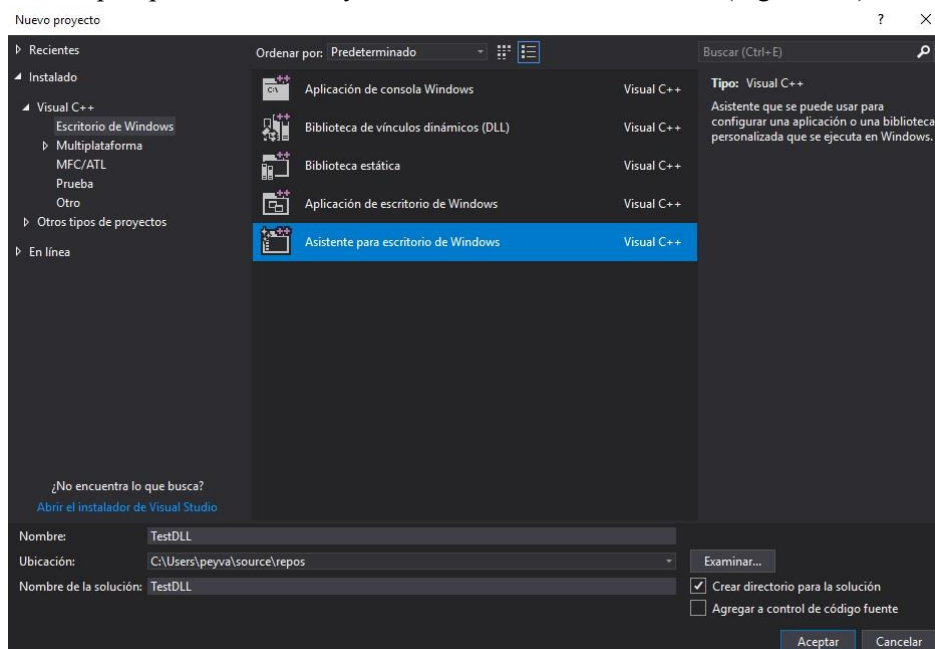 Nuevo proyecto
? X
Recientes
Instalado
Visual C++
Escritorio de Windows
Multiplataforma
MFC/ATL
Prueba
Otro
Otros tipos de proyectos
En línea
¿No encuentra lo que busca?
Abrir el instalador de Visual Studio
Ordenar por: Predeterminado
Aplicación de consola Windows Visual C++
Biblioteca de vínculos dinámicos (DLL) Visual C++
Biblioteca estática Visual C++
Aplicación de escritorio de Windows Visual C++
Asistente para escritorio de Windows Visual C++
Buscar (Ctrl+E)
Tipo: Visual C++
Asistente que se puede usar para
configurar una aplicación o una biblioteca
personalizada que se ejecuta en Windows.
Nombre: TestDLL
Ubicación: C:\Users\peyva\source\repos
Examinar...
Nombre de la solución: TestDLL
Crear directorio para la solución
Agregar a control de código fuente
Aceptar Cancelar